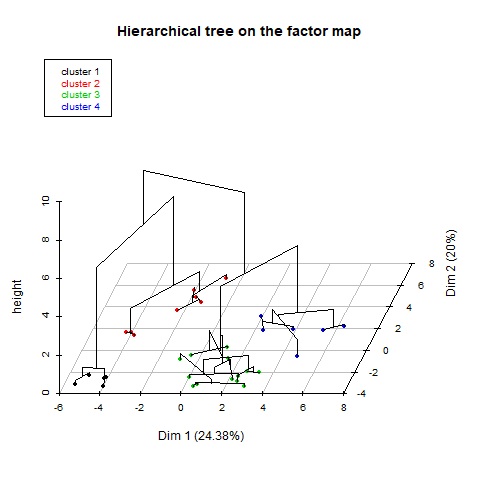 Hierarchical tree on the factor map
cluster 1
cluster 2
cluster 3
cluster 4
10
8
6
4
2
0
height
-6 -4 -2 0 2 4 6 8
Dim 1 (24.38%)
8
6
4
2
0
-2
-4
Dim 2 (20%)